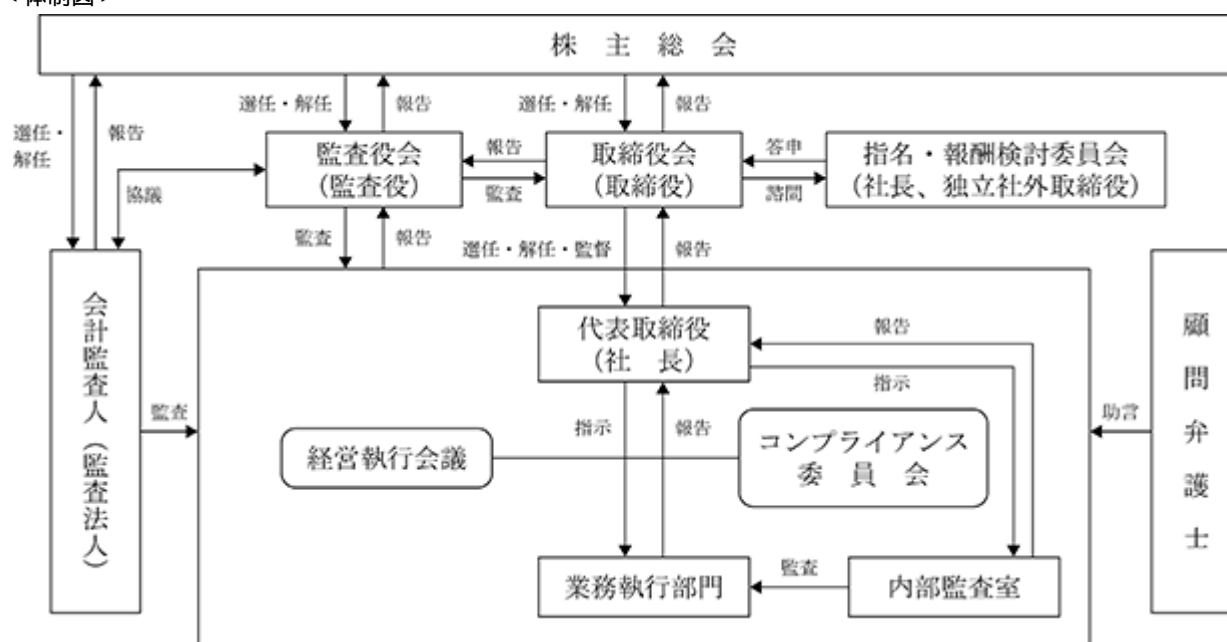 ＜体制図＞
株主総会
選任・解任
報告
選任・解任
報告
選任・
解任
報告
監査役会
（監査役）
報告
監査
取締役会
（取締役）
答申
諮問
指名・報酬検討委員会
（社長、独立社外取締役）
協議
監査
報告
選任・解任・監督
報告
会計監査人（監査法人）
監査
代表取締役
（社　長）
報告
指示
指示
報告
経営執行会議
コンプライアンス
委　員　会
助言
顧問弁護士
業務執行部門
監査
内部監査室